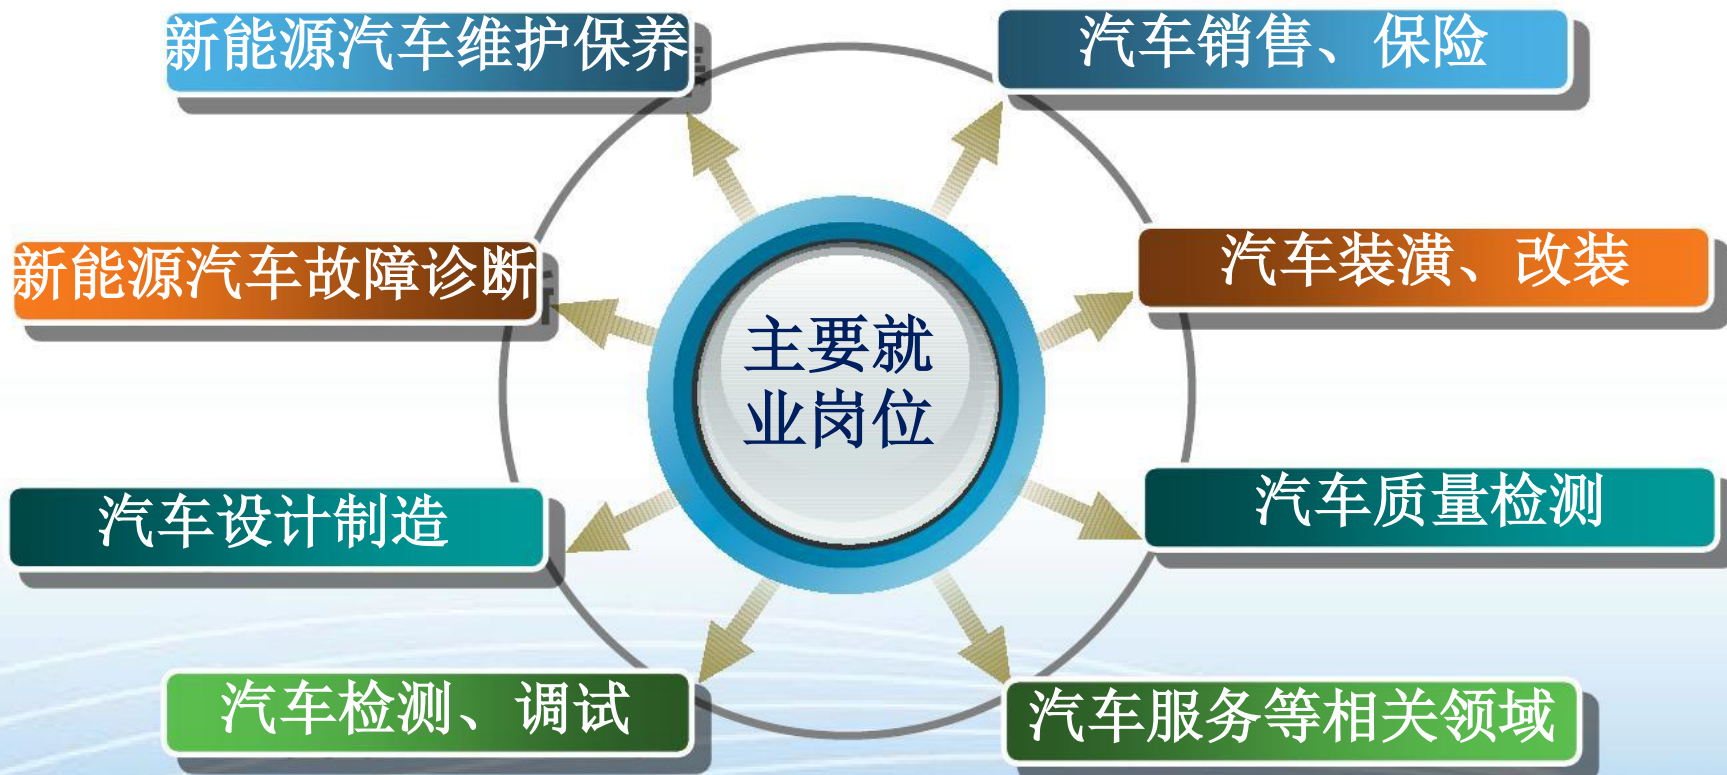 新能源汽车维护保养
汽车销售、保险
新能源汽车故障诊断
汽车装潢、改装
主要就
业岗位
汽车设计制造
汽车质量检测
汽车检测、调试
汽车服务等相关领域